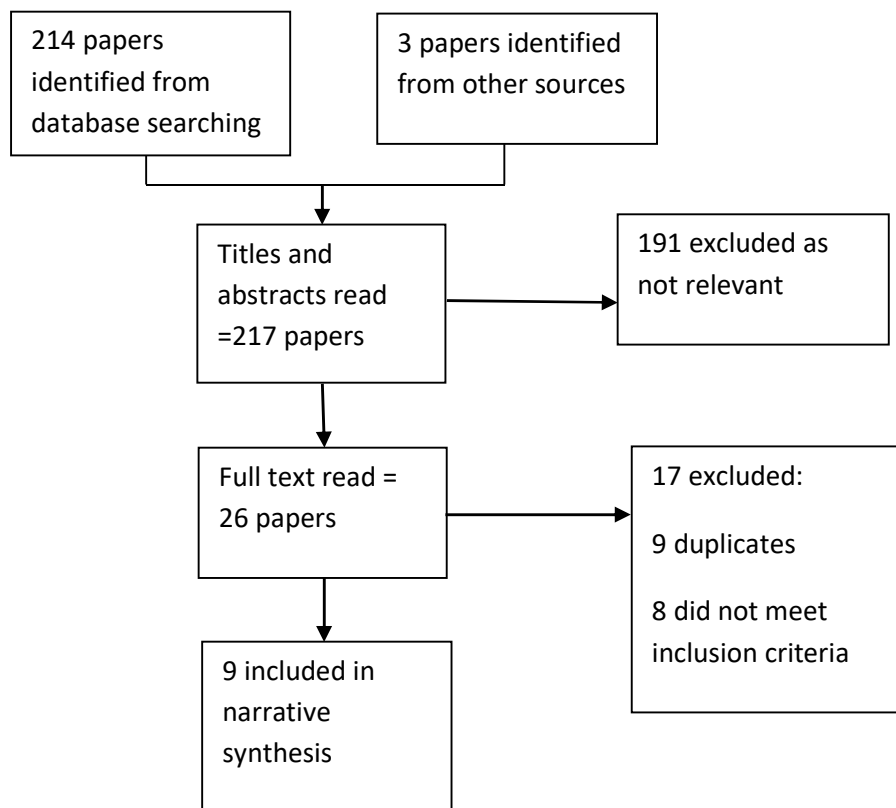 214 papers
identified from
database searching
3 papers identified
from other sources
Titles and
abstracts read
=217 papers
191 excluded as
not relevant
Full text read =
26 papers
17 excluded:
9 duplicates
8 did not meet
inclusion criteria
9 included in
narrative
synthesis